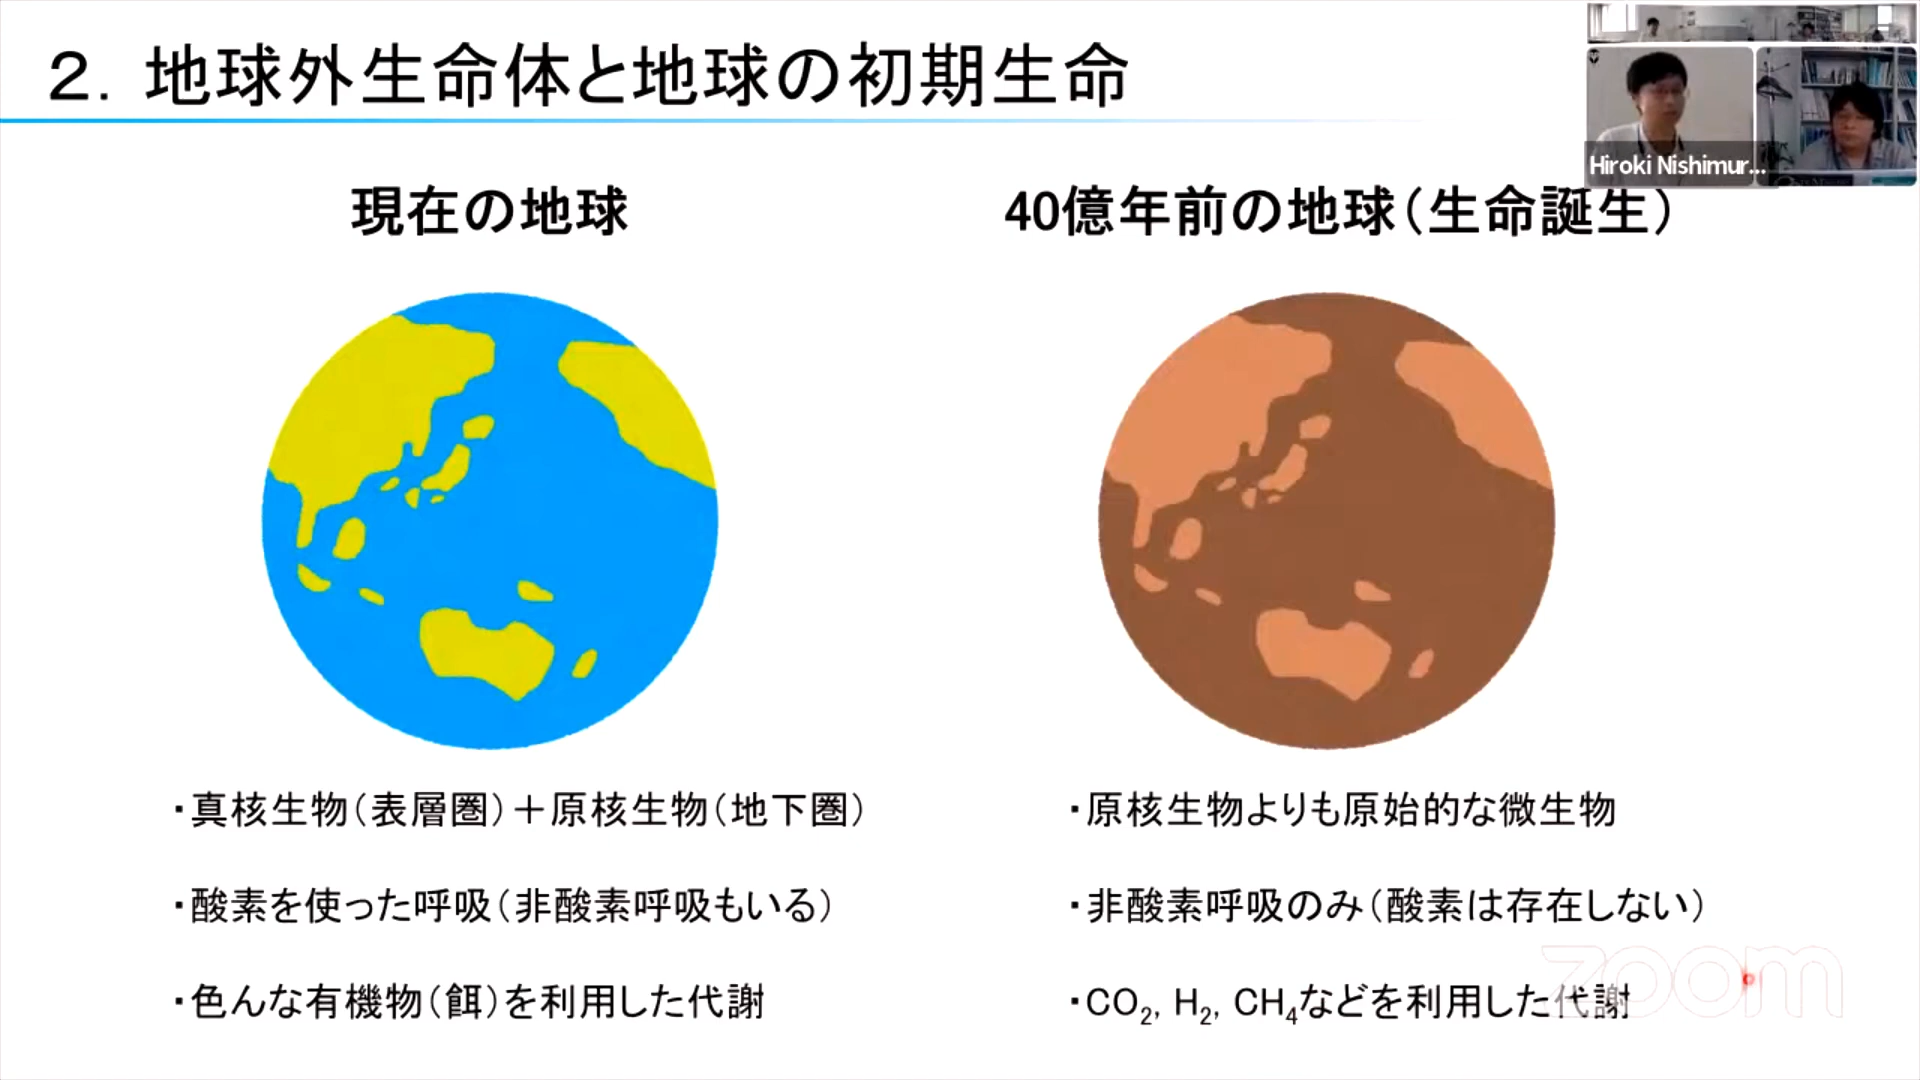 ２．地球外生命体と地球の初期生命
Hiroki Nishimur...
現在の地球
40億年前の地球（生命誕生）
・真核生物（表層圏）＋原核生物（地下圏）
・酸素を使った呼吸（非酸素呼吸もいる）
・色んな有機物（餌）を利用した代謝
・原核生物よりも原始的な微生物
・非酸素呼吸のみ（酸素は存在しない）
・CO₂, H₂, CH₄などを利用した代謝
zoom